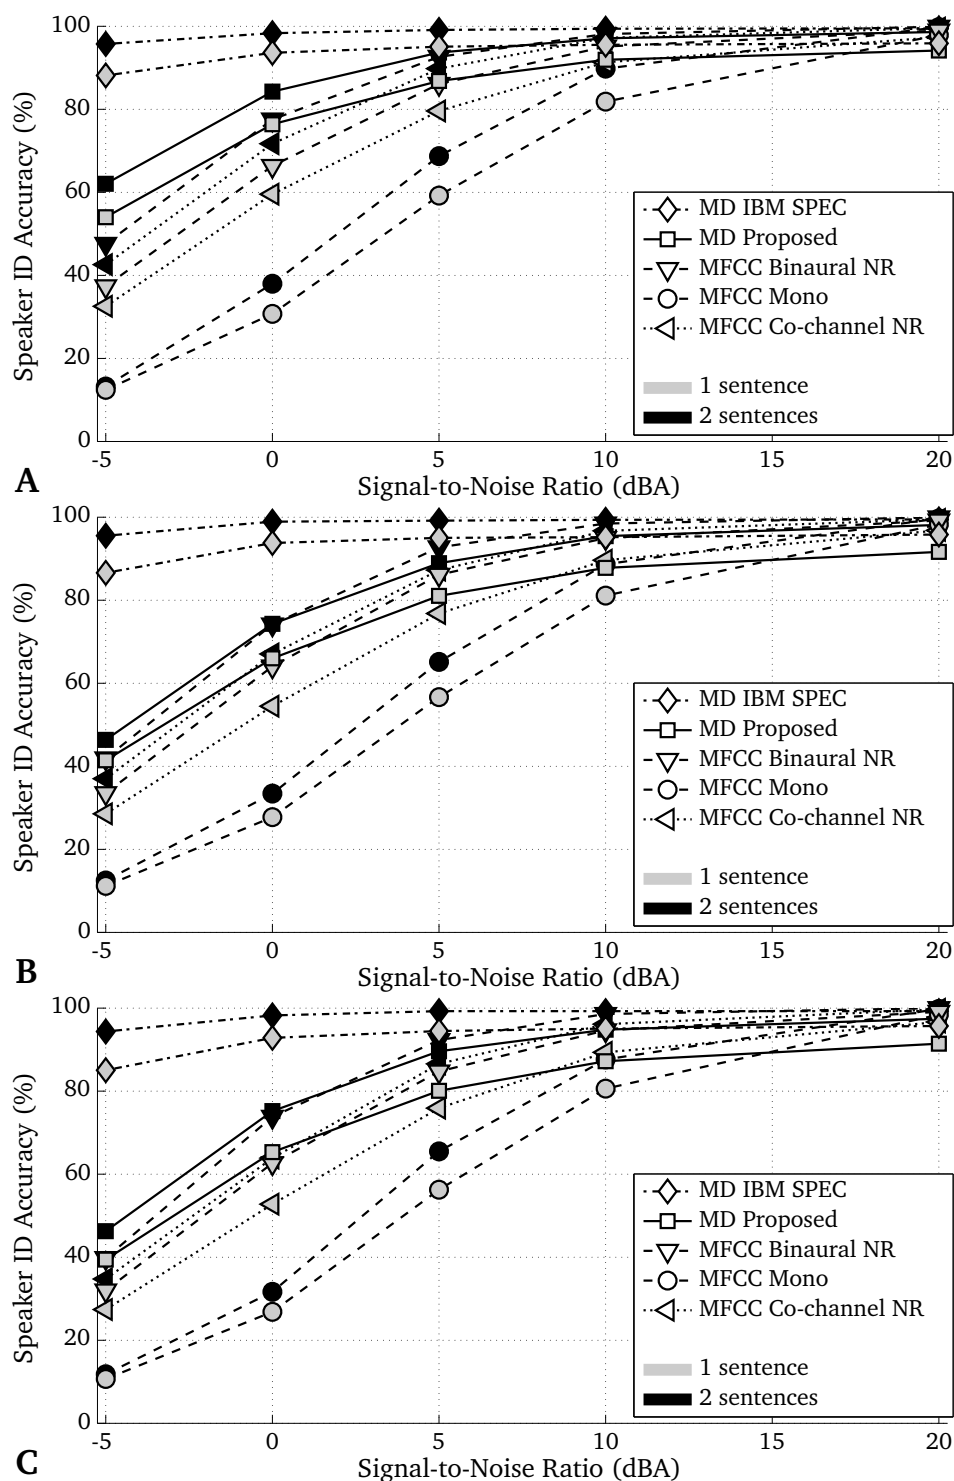 100
80
60
40
20
0
Speaker ID Accuracy (%)
MD IBM SPEC
MD Proposed
MFCC Binaural NR
MFCC Mono
MFCC Co-channel NR
1 sentence
2 sentences
-5 0 5 10 15 20
Signal-to-Noise Ratio (dBA)
A
100
80
60
40
20
0
Speaker ID Accuracy (%)
MD IBM SPEC
MD Proposed
MFCC Binaural NR
MFCC Mono
MFCC Co-channel NR
1 sentence
2 sentences
-5 0 5 10 15 20
Signal-to-Noise Ratio (dBA)
B
100
80
60
40
20
0
Speaker ID Accuracy (%)
MD IBM SPEC
MD Proposed
MFCC Binaural NR
MFCC Mono
MFCC Co-channel NR
1 sentence
2 sentences
-5 0 5 10 15 20
Signal-to-Noise Ratio (dBA)
C